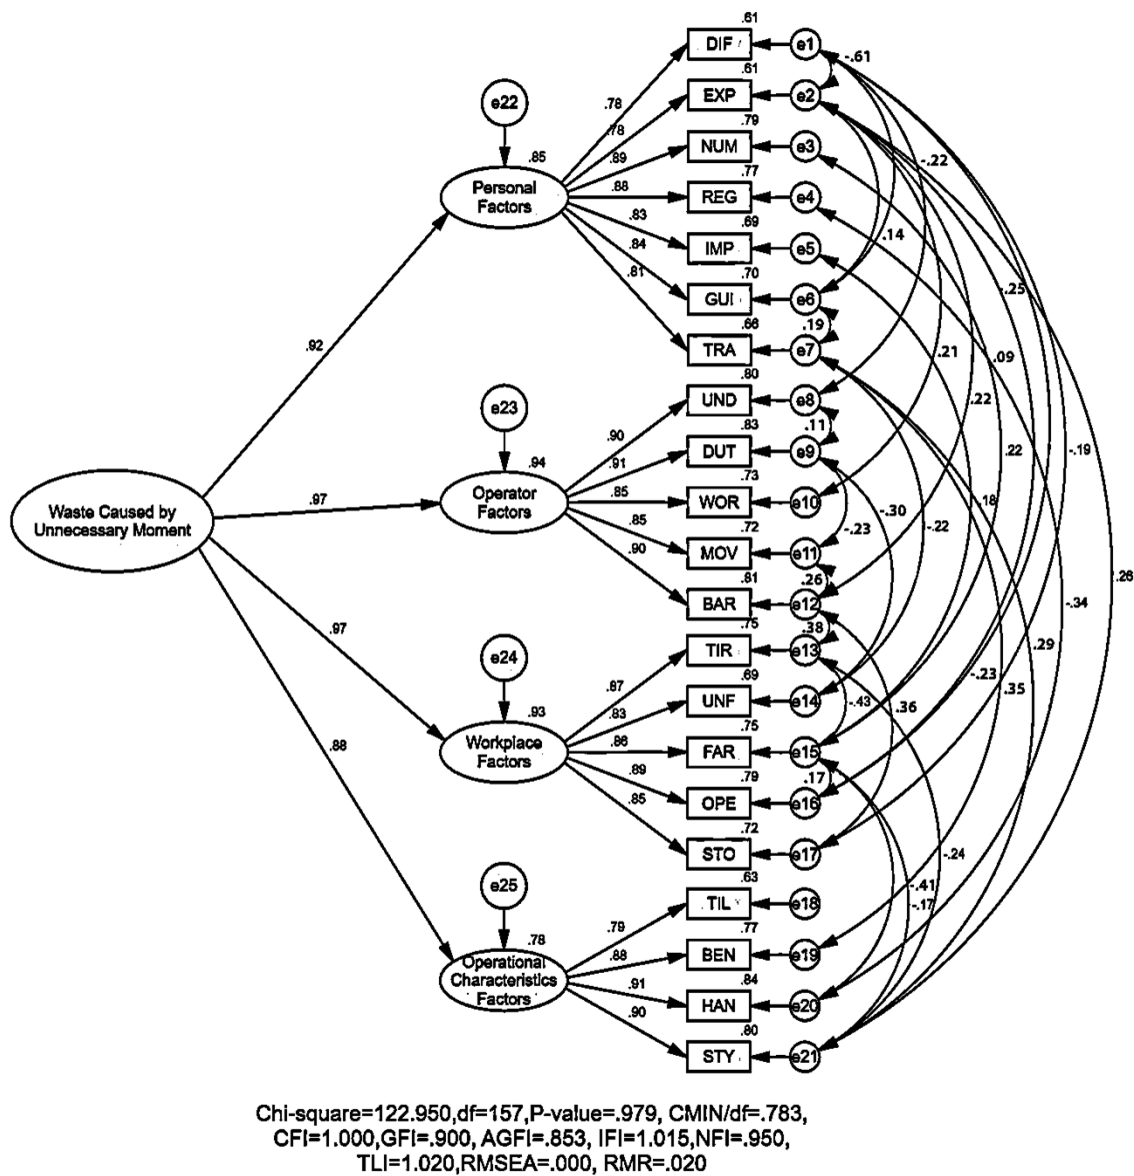 .61
DIF
e1
-.61
.61
e22
EXP
e2
.78
.78
.79
NUM
e3
.89
-.22
.85
.77
Personal
Factors
.88
REG
e4
.83
.69
.14
IMP
e5
.84
.70
-.25
.81
GUI
e6
.66
.19
.92
TRA
e7
.21
.09
.80
.22
e23
UND
e8
.11
.90
.83
DUT
e9
.22
-.19
.94
.91
.73
Operator
Factors
.97
.85
WOR
e10
.18
-.30
Waste Caused by
Unnecessary Moment
.85
.72
-.23
-.22
MOV
e11
.90
.26
.26
.81
BAR
e12
-.34
.38
.75
.97
TIR
e13
.29
e24
.87
.69
-.23
.35
.83
UNF
e14
-.43
.36
.93
.75
Workplace
Factors
.86
FAR
e15
.88
.89
.79
.17
OPE
e16
.85
.72
STO
e17
-.24
.63
-.41
e25
TIL
e18
-.17
.79
.77
.78
.88
BEN
e19
Operational
Characteristics
Factors
.84
.91
HAN
e20
.90
.80
STY
e21
Chi-square=122.950,df=157,P-value=.979, CMIN/df=.783,
CFI=1.000,GFI=.900, AGFI=.853, IFI=1.015,NFI=.950,
TLI=1.020,RMSEA=.000, RMR=.020